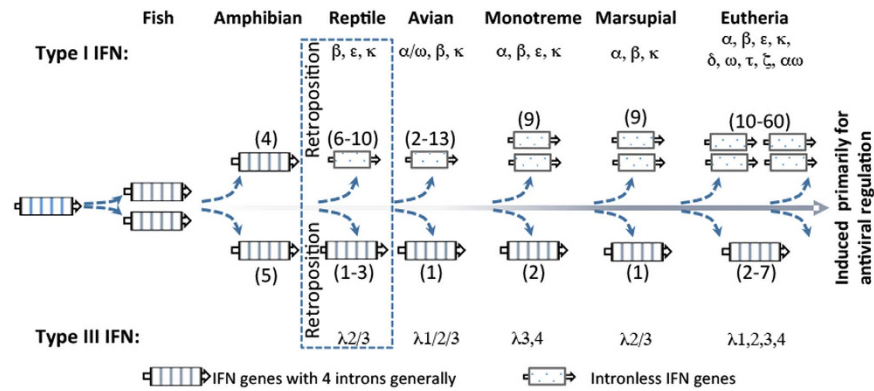 Fish Amphibian Reptile Avian Monotreme Marsupial Eutheria
Type I IFN: β, ε, κ α/ω, β, κ α, β, ε, κ α, β, κ α, β, ε, κ,
δ, ω, τ, ζ, αω
Retroposition
(4) (6-10) (2-13) (9) (9) (10-60)
Induced primarily for
antiviral regulation
Retroposition
(5) (1-3) (1) (2) (1) (2-7)
Type III IFN: λ2/3 λ1/2/3 λ3,4 λ2/3 λ1,2,3,4
IFN genes with 4 introns generally Intronless IFN genes